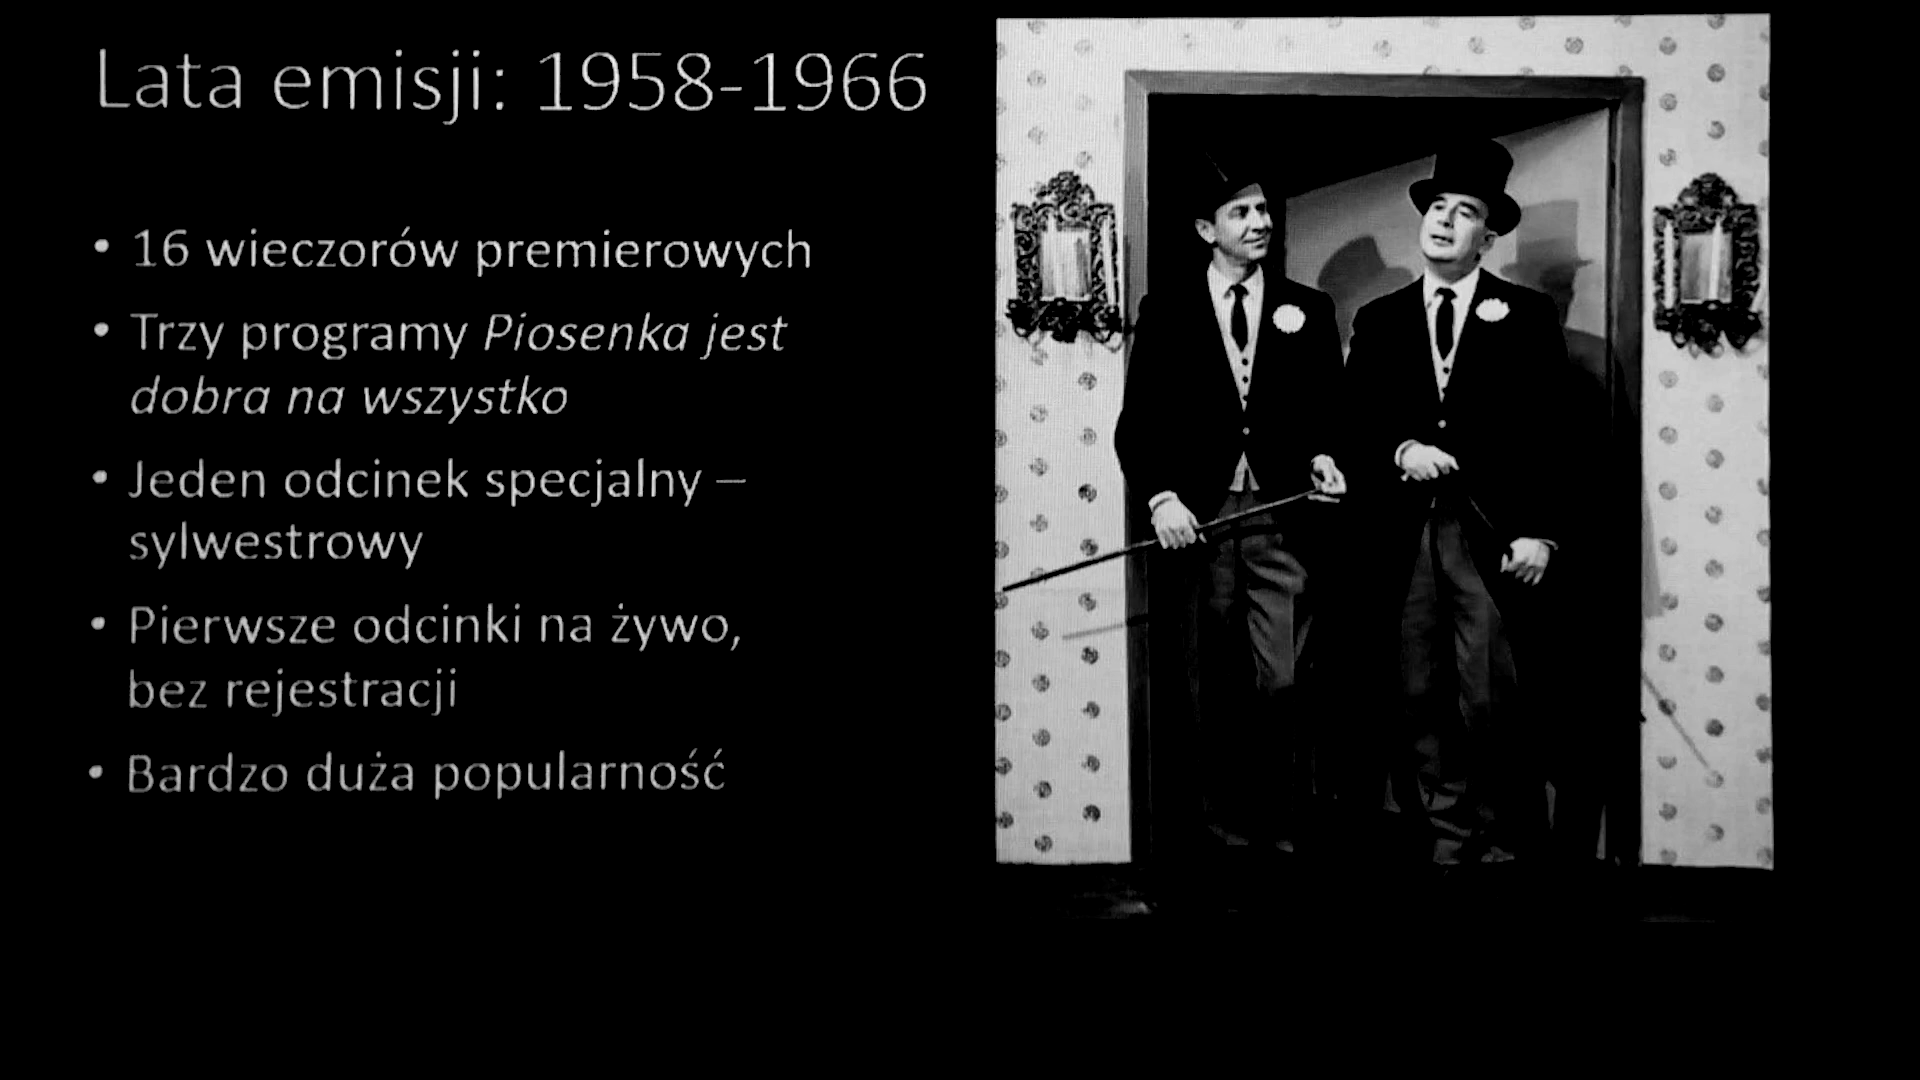 Lata emisji: 1958-1966
• 16 wieczorów premierowych
• Trzy programy Piosenka jest
dobra na wszystko
• Jeden odcinek specjalny –
sylwestrowy
• Pierwsze odcinki na żywo,
bez rejestracji
• Bardzo duża popularność